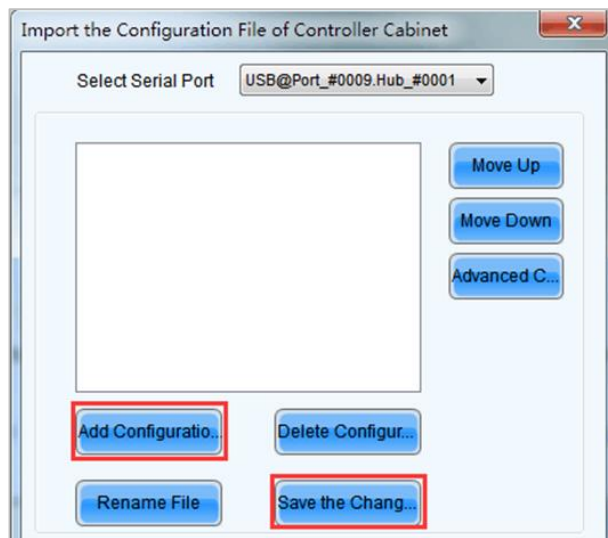 Import the Configuration File of Controller Cabinet
Select Serial Port USB@Port_#0009.Hub_#0001
Move Up
Move Down
Advanced C...
Add Configuratio... Delete Configur...
Rename File Save the Chang...